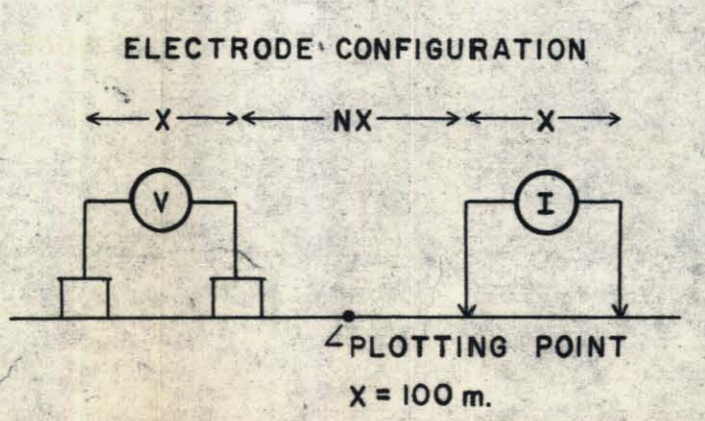 ELECTRODE CONFIGURATION
X NX X
V I
PLOTTING POINT
X = 100 m.